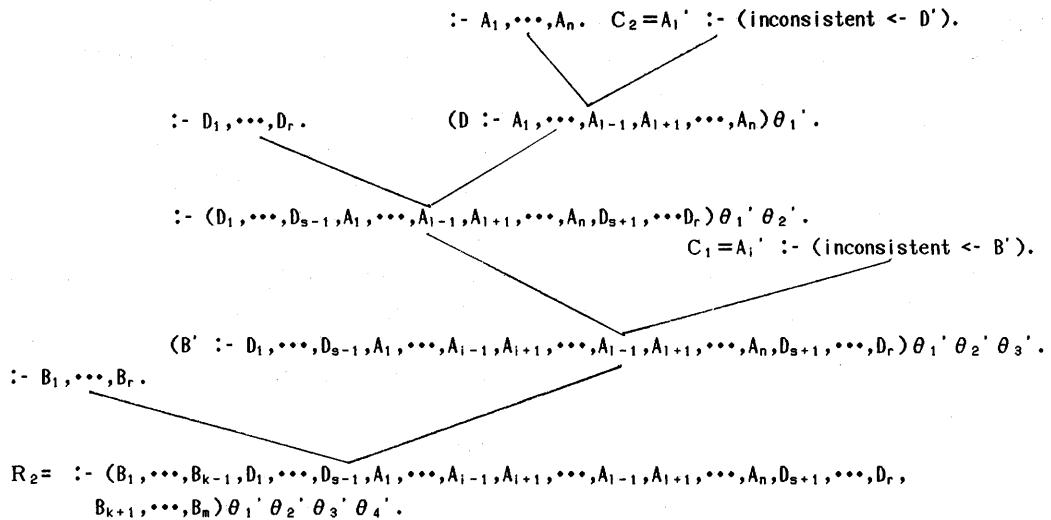 :- A₁,•••,Aₙ. C₂=Aₗ' :- (inconsistent <- D').
:- D₁,•••,Dᵣ. (D :- A₁,•••,Aₗ₋₁,Aₗ₊₁,•••,Aₙ)θ₁'.
:- (D₁,•••,Dₛ₋₁,A₁,•••,Aₗ₋₁,Aₗ₊₁,•••,Aₙ,Dₛ₊₁,•••Dᵣ)θ₁'θ₂'.
C₁=Aᵢ' :- (inconsistent <- B').
(B' :- D₁,•••,Dₛ₋₁,A₁,•••,Aᵢ₋₁,Aᵢ₊₁,•••,Aₗ₋₁,Aₗ₊₁,•••,Aₙ,Dₛ₊₁,•••,Dᵣ)θ₁'θ₂'θ₃'.
:- B₁,•••,Bᵣ.
R₂= :- (B₁,•••,Bₖ₋₁,D₁,•••,Dₛ₋₁,A₁,•••,Aᵢ₋₁,Aᵢ₊₁,•••,Aₗ₋₁,Aₗ₊₁,•••,Aₙ,Dₛ₊₁,•••,Dᵣ,
Bₖ₊₁,•••,Bₘ)θ₁'θ₂'θ₃'θ₄'.